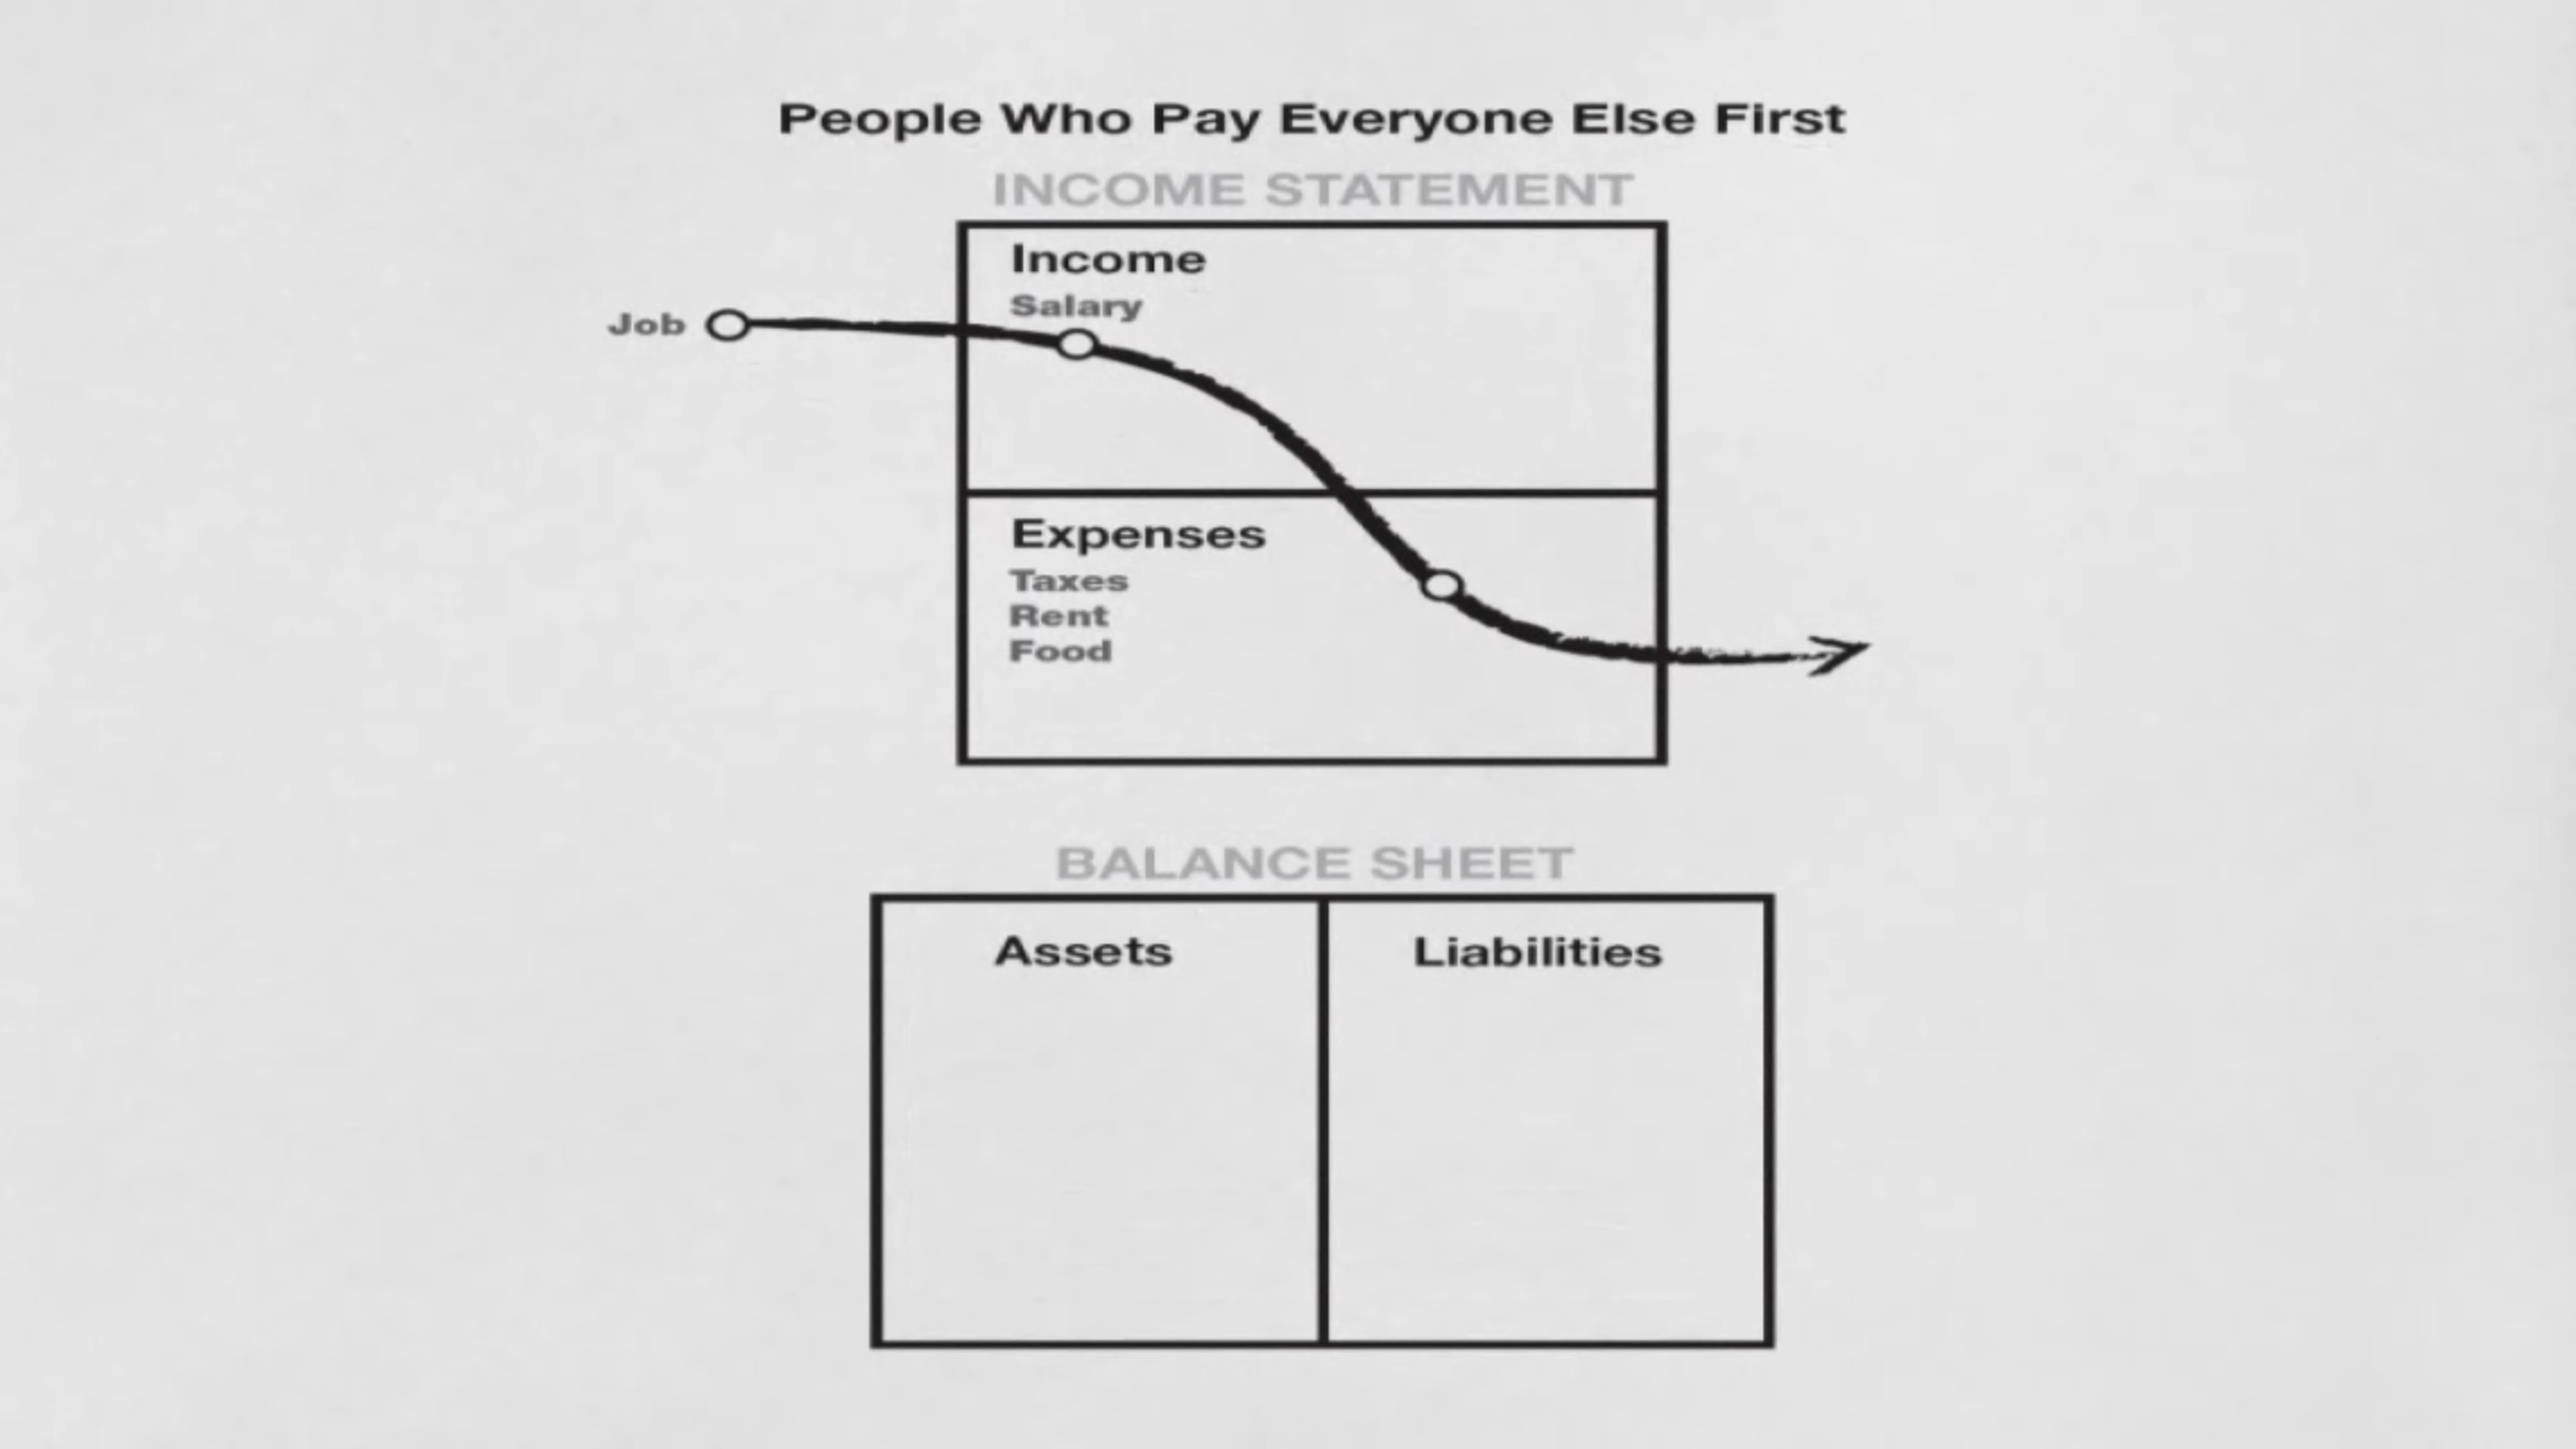 People Who Pay Everyone Else First
INCOME STATEMENT
Income
Salary
Job
Expenses
Taxes
Rent
Food
BALANCE SHEET
Assets
Liabilities